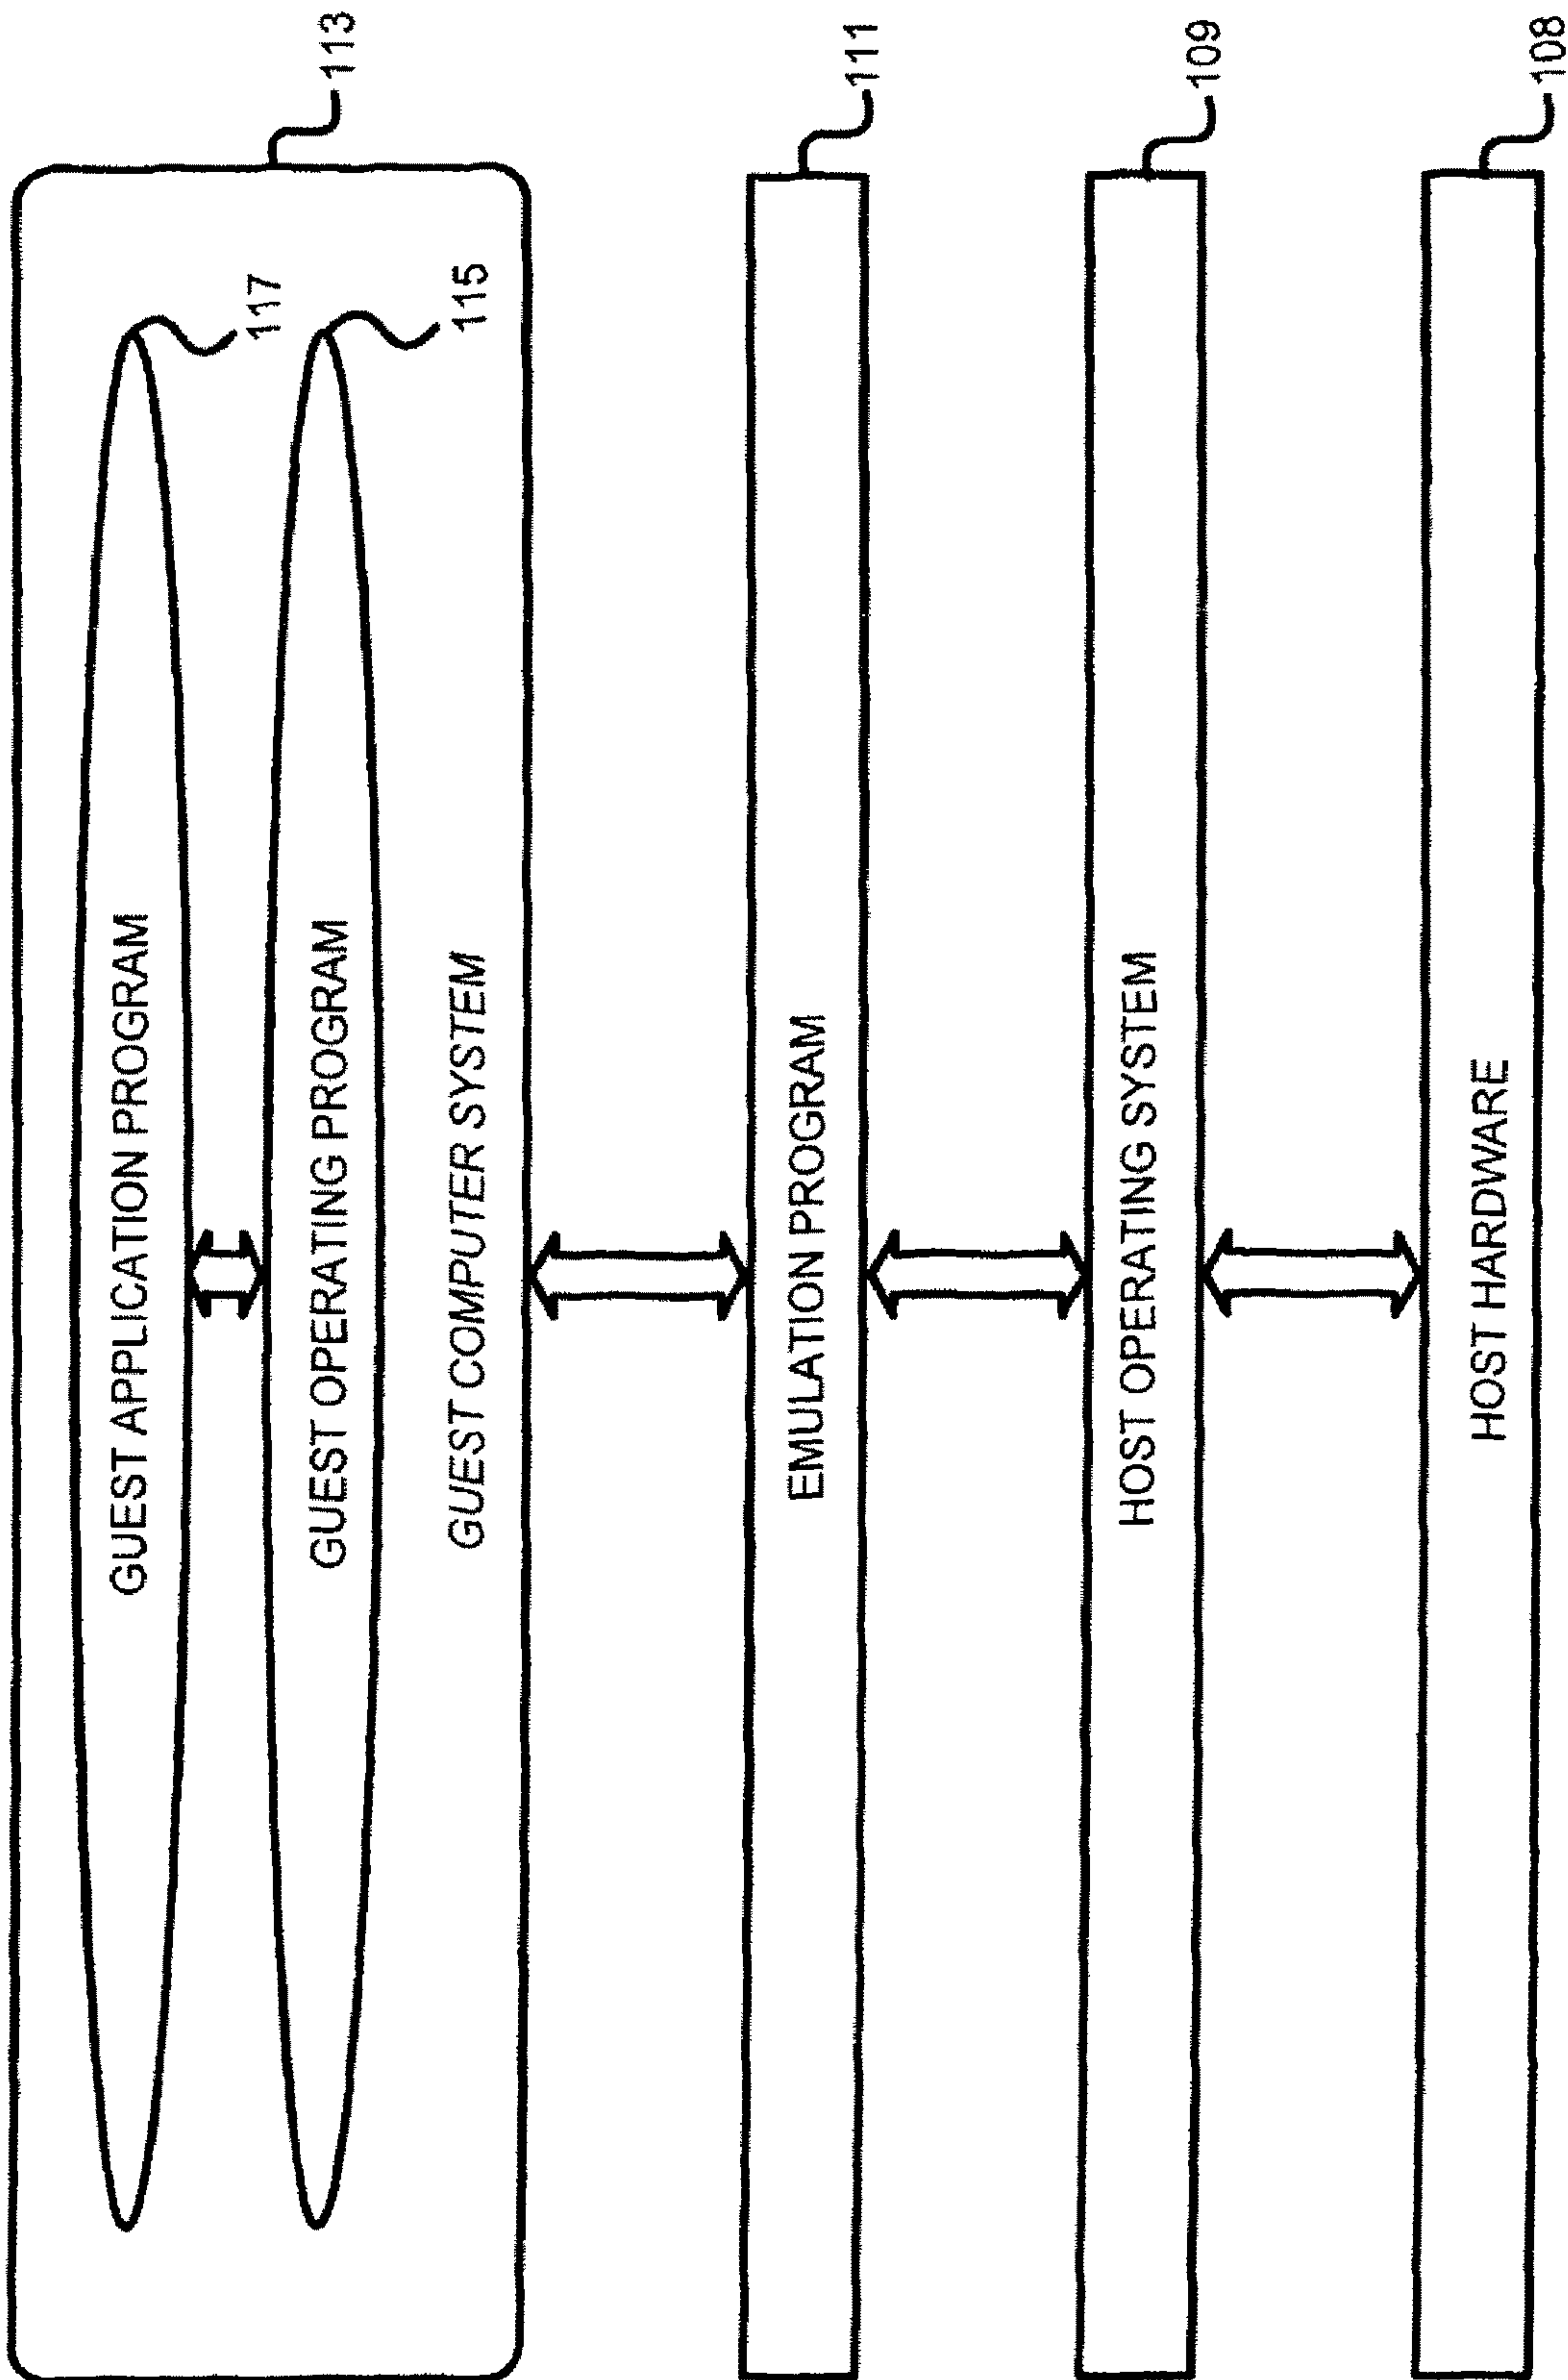 GUEST APPLICATION PROGRAM
117
GUEST OPERATING PROGRAM
115
GUEST COMPUTER SYSTEM
113
EMULATION PROGRAM
111
HOST OPERATING SYSTEM
109
HOST HARDWARE
108